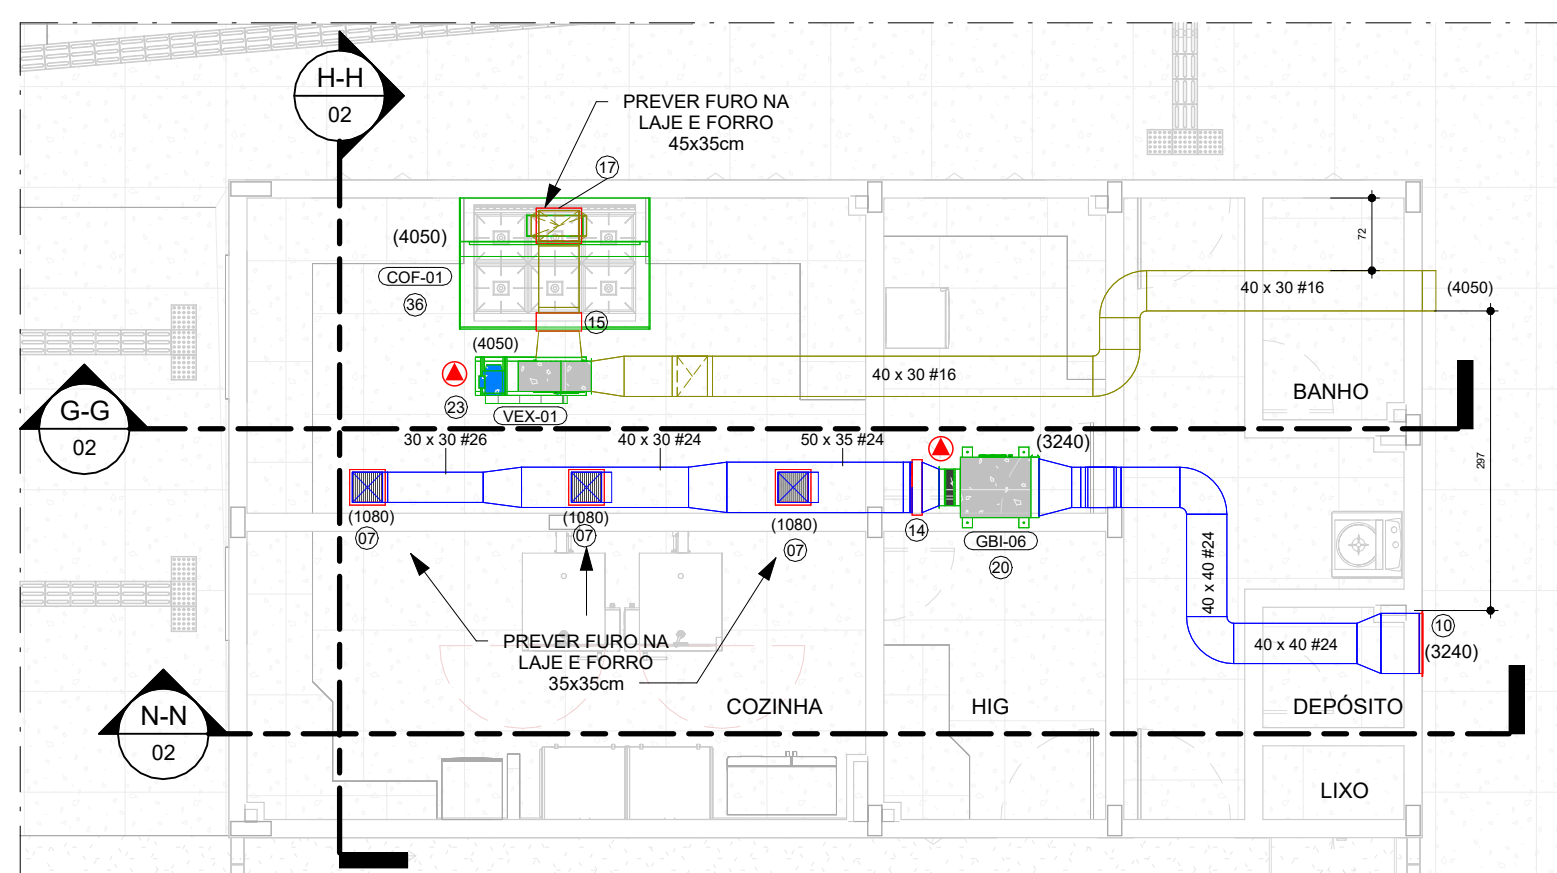 H-H
02
PREVER FURO NA
LAJE E FORRO
45x35cm
17
(4050)
COF-01
36
15
72
40 x 30 #16
(4050)
(4050)
23
VEX-01
40 x 30 #16
BANHO
G-G
02
30 x 30 #26
40 x 30 #24
50 x 35 #24
(3240)
297
(1080)
07
(1080)
07
(1080)
07
14
GBI-06
20
40 x 40 #24
PREVER FURO NA
LAJE E FORRO
35x35cm
40 x 40 #24
10
(3240)
N-N
02
COZINHA
HIG
DEPÓSITO
LIXO